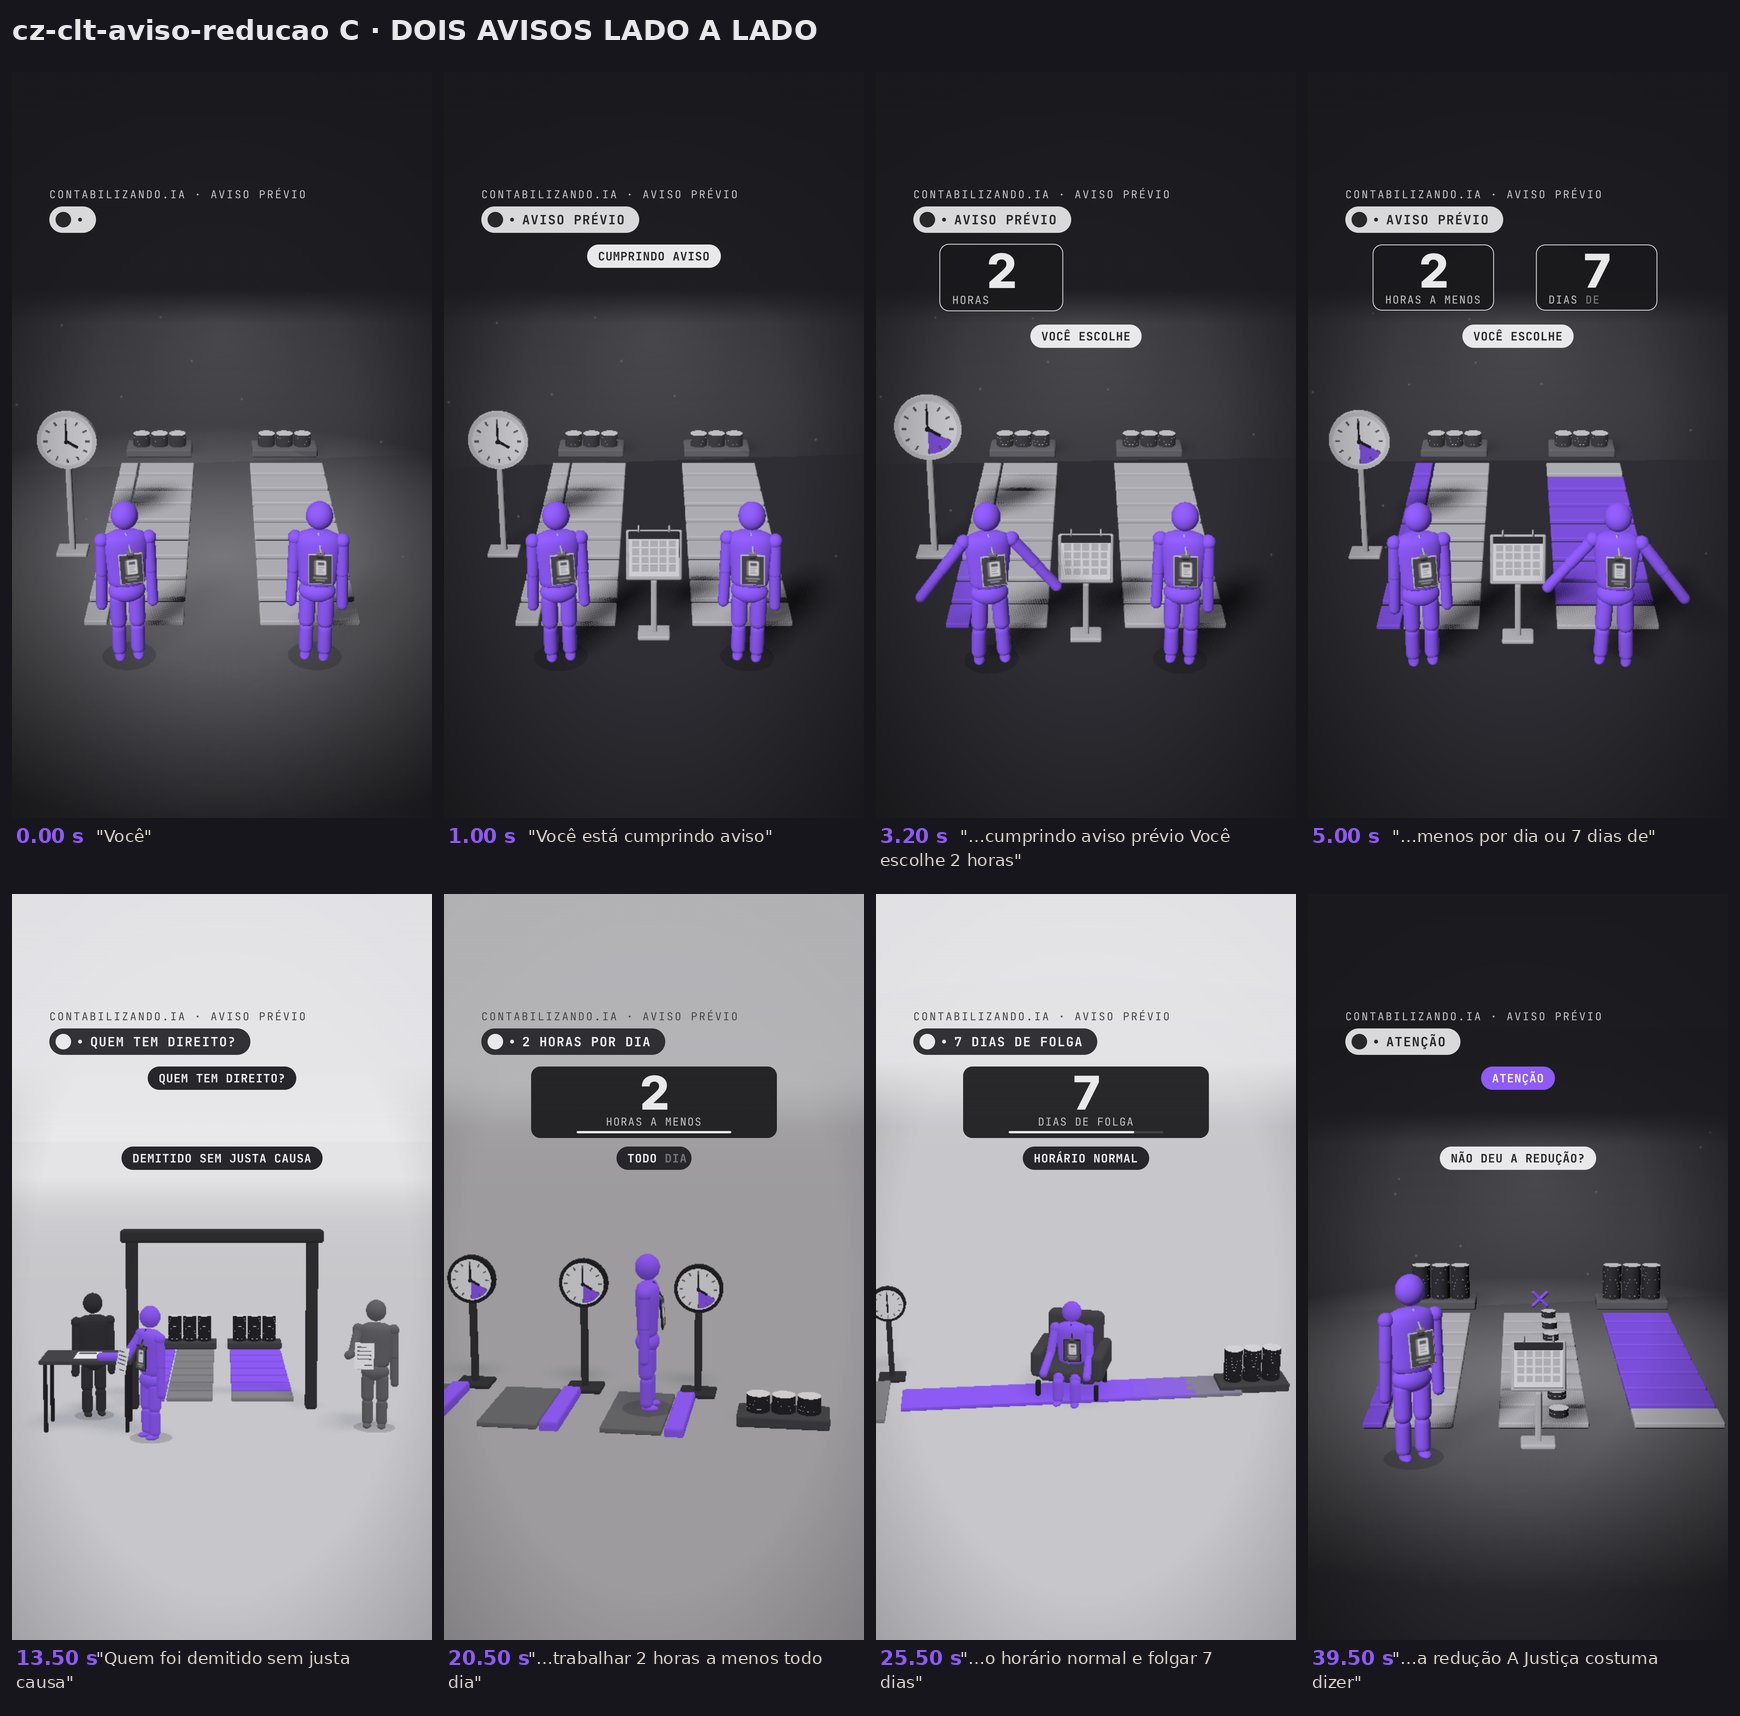 cz-clt-aviso-reducao C · DOIS AVISOS LADO A LADO
CONTABILIZANDO.IA · AVISO PRÉVIO
•
0.00 s "Você"
CONTABILIZANDO.IA · AVISO PRÉVIO
• AVISO PRÉVIO
CUMPRINDO AVISO
1.00 s "Você está cumprindo aviso"
CONTABILIZANDO.IA · AVISO PRÉVIO
• AVISO PRÉVIO
2
HORAS
VOCÊ ESCOLHE
3.20 s "...cumprindo aviso prévio Você
escolhe 2 horas"
CONTABILIZANDO.IA · AVISO PRÉVIO
• AVISO PRÉVIO
2
HORAS A MENOS
7
DIAS DE
VOCÊ ESCOLHE
5.00 s "...menos por dia ou 7 dias de"
CONTABILIZANDO.IA · AVISO PRÉVIO
• QUEM TEM DIREITO?
QUEM TEM DIREITO?
DEMITIDO SEM JUSTA CAUSA
13.50 s "Quem foi demitido sem justa
causa"
CONTABILIZANDO.IA · AVISO PRÉVIO
• 2 HORAS POR DIA
2
HORAS A MENOS
TODO DIA
20.50 s "...trabalhar 2 horas a menos todo
dia"
CONTABILIZANDO.IA · AVISO PRÉVIO
• 7 DIAS DE FOLGA
7
DIAS DE FOLGA
HORÁRIO NORMAL
25.50 s "...o horário normal e folgar 7
dias"
CONTABILIZANDO.IA · AVISO PRÉVIO
• ATENÇÃO
ATENÇÃO
NÃO DEU A REDUÇÃO?
39.50 s "...a redução A Justiça costuma
dizer"